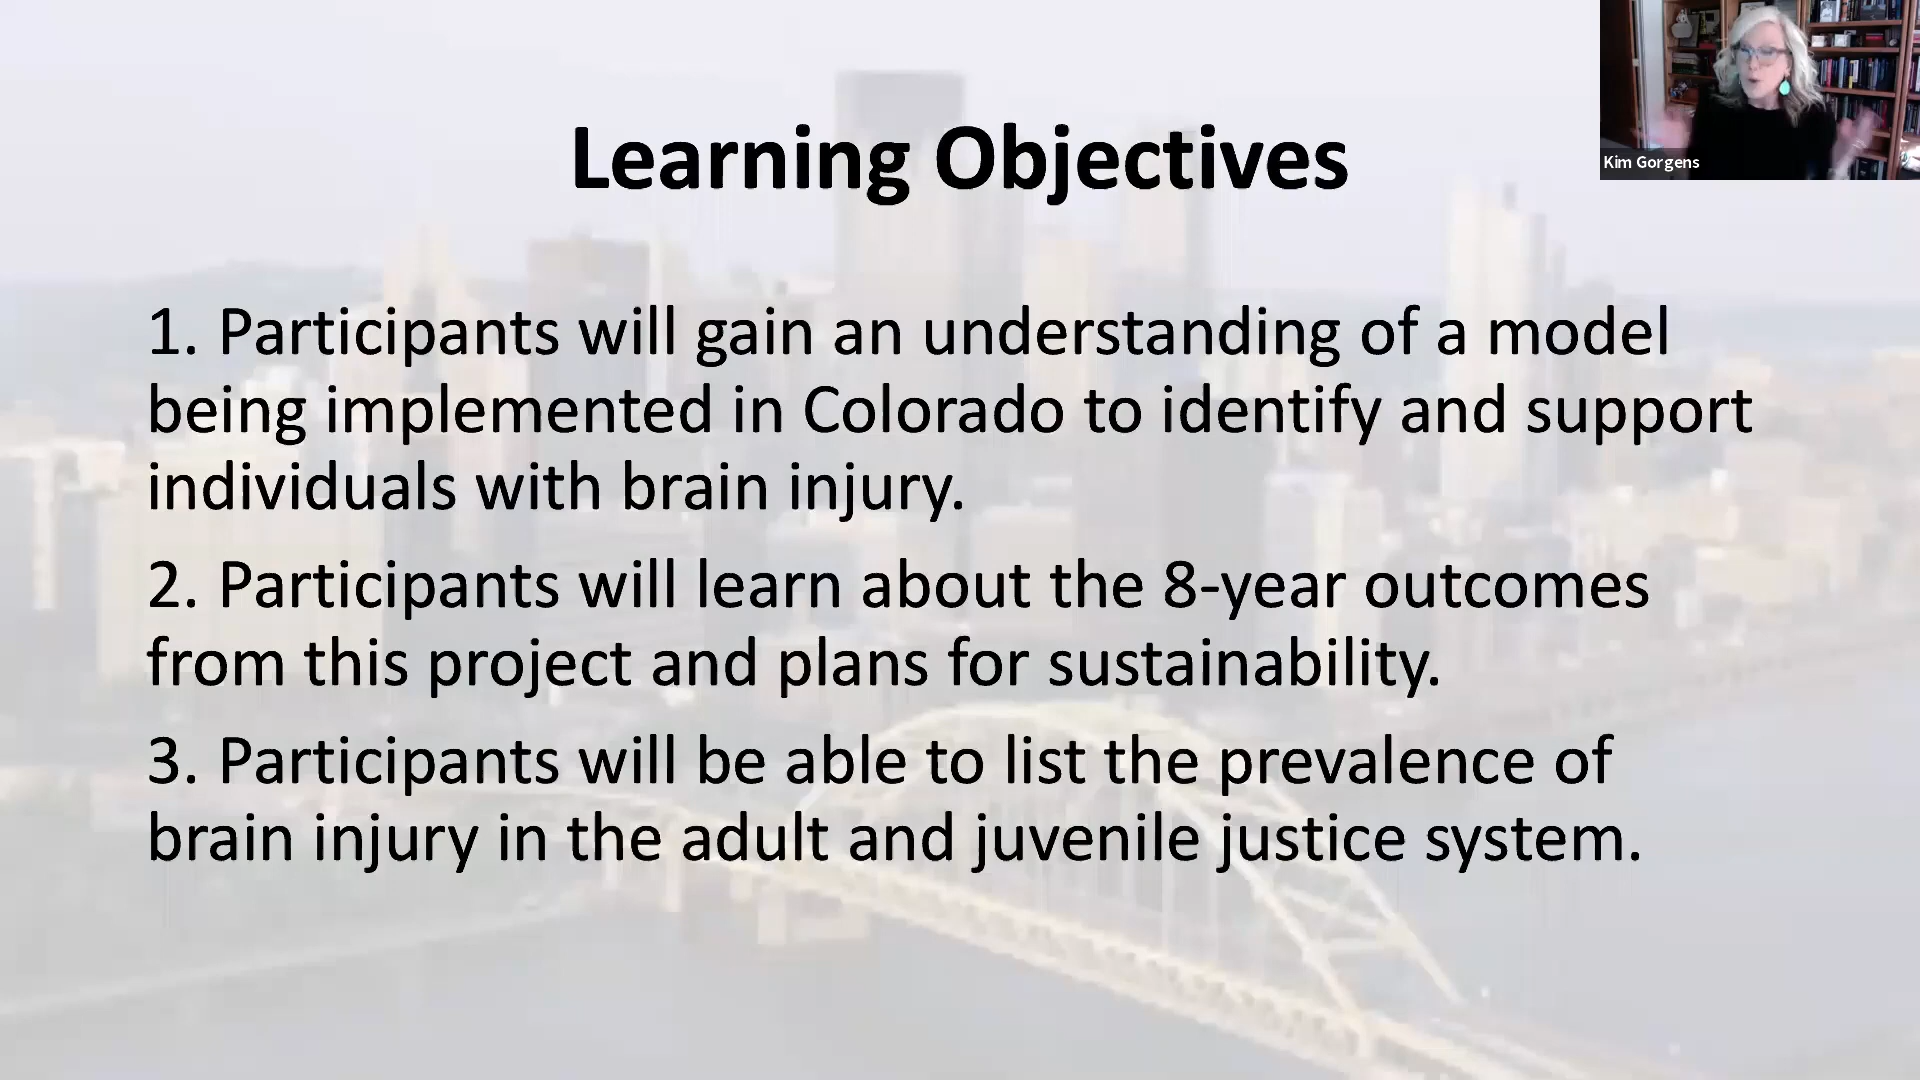 Learning Objectives
Kim Gorgens
1. Participants will gain an understanding of a model
being implemented in Colorado to identify and support
individuals with brain injury.
2. Participants will learn about the 8-year outcomes
from this project and plans for sustainability.
3. Participants will be able to list the prevalence of
brain injury in the adult and juvenile justice system.